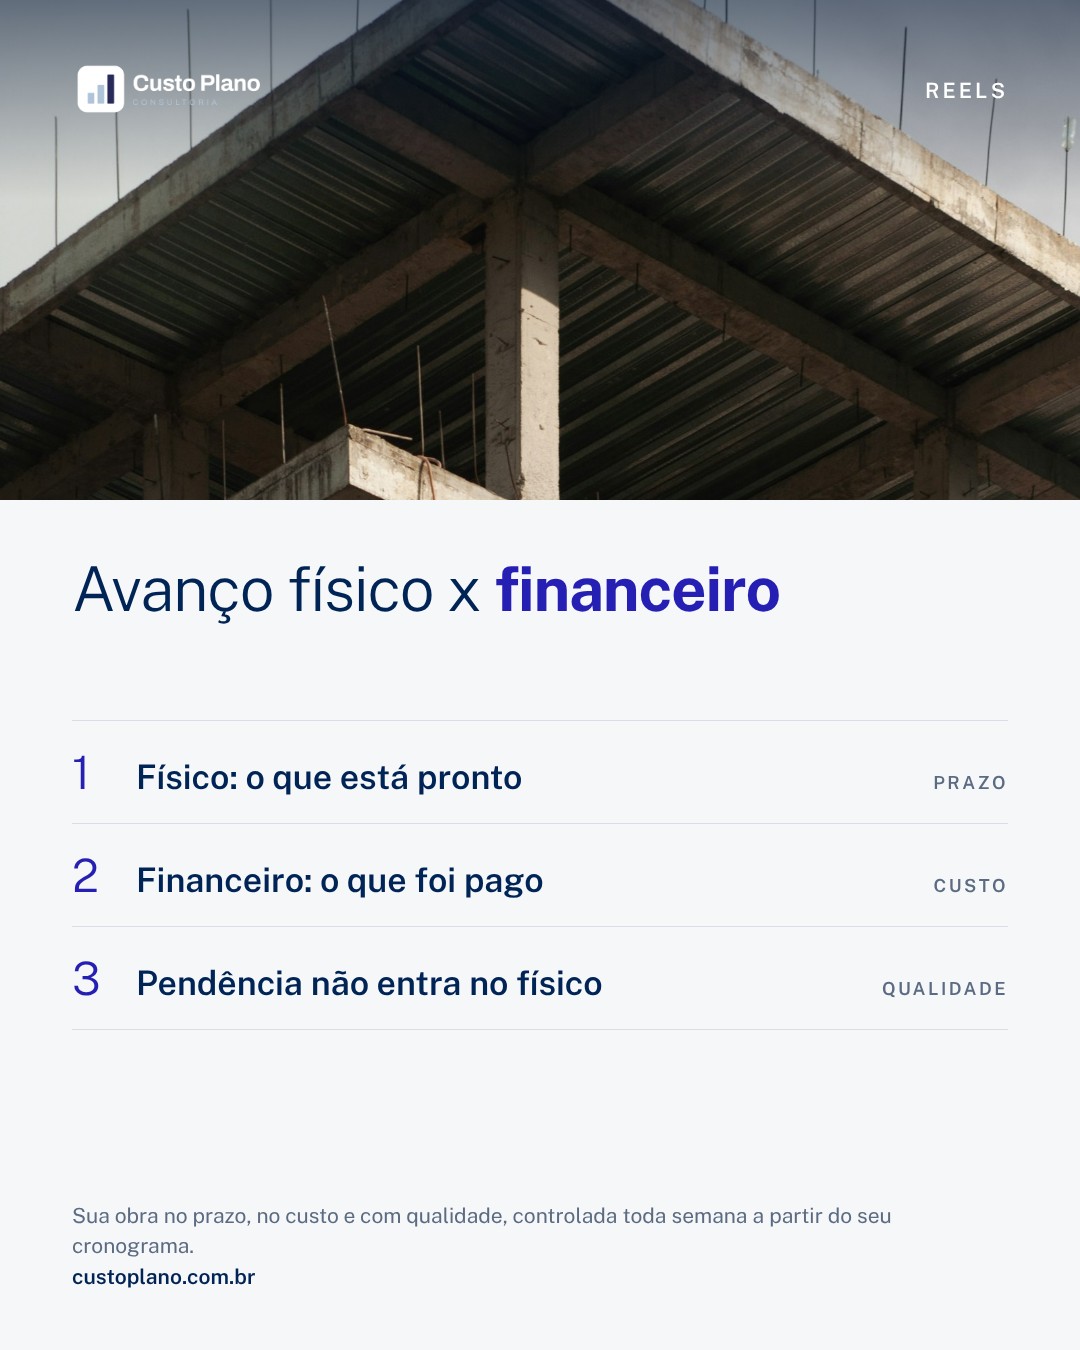 Custo Plano
CONSULTORIA
REELS
Avanço físico x financeiro
1 Físico: o que está pronto PRAZO
2 Financeiro: o que foi pago CUSTO
3 Pendência não entra no físico QUALIDADE
Sua obra no prazo, no custo e com qualidade, controlada toda semana a partir do seu
cronograma.
custoplano.com.br